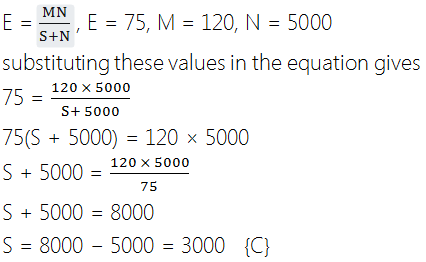 E = MN/S+N , E = 75, M = 120, N = 5000
substituting these values in the equation gives
75 = 120 × 5000/S+ 5000
75(S + 5000) = 120 × 5000
S + 5000 = 120 × 5000/75
S + 5000 = 8000
S = 8000 − 5000 = 3000 {C}